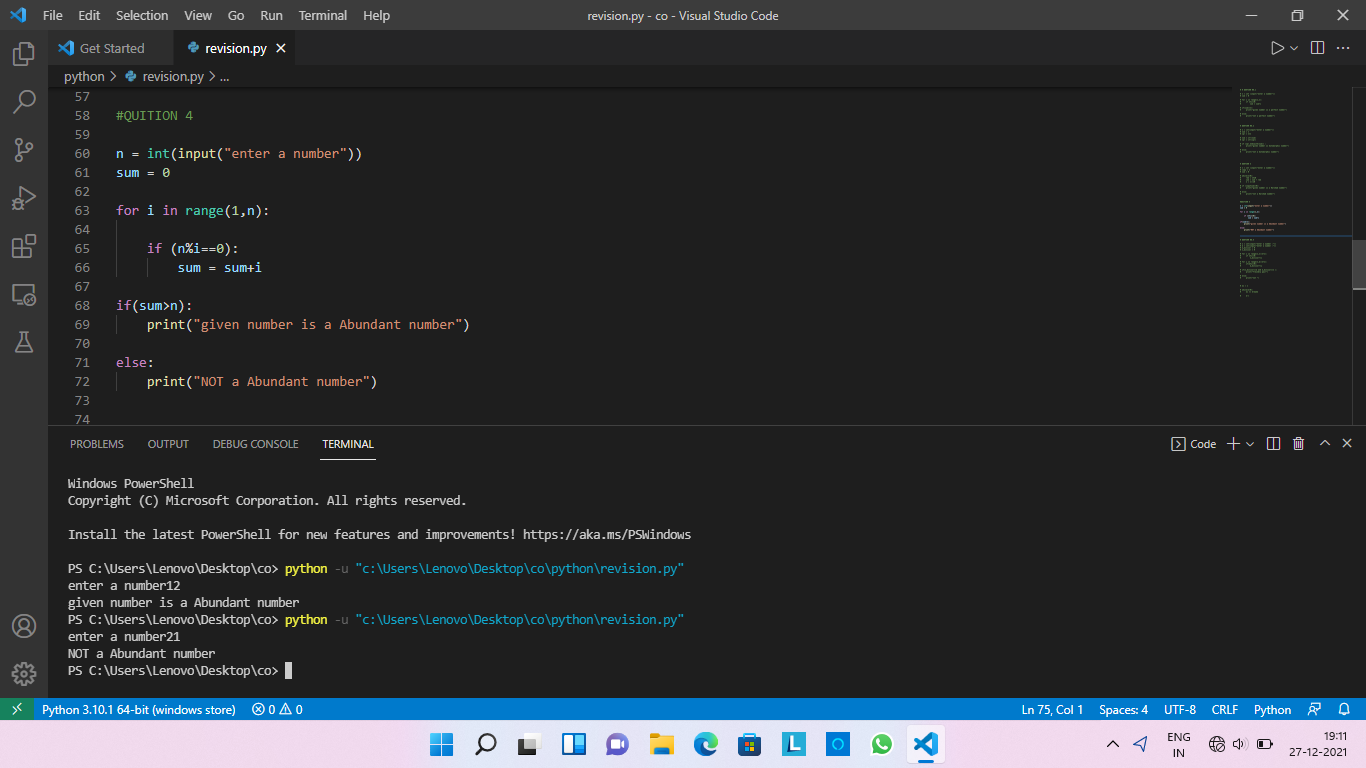 File Edit Selection View Go Run Terminal Help
revision.py - co - Visual Studio Code
Get Started
revision.py
python > revision.py > ...
57
58 #QUITION 4
59
60 n = int(input("enter a number"))
61 sum = 0
62
63 for i in range(1,n):
64
65 if (n%i==0):
66 sum = sum+i
67
68 if(sum>n):
69 print("given number is a Abundant number")
70
71 else:
72 print("NOT a Abundant number")
73
74
PROBLEMS OUTPUT DEBUG CONSOLE TERMINAL
Code
Windows PowerShell
Copyright (C) Microsoft Corporation. All rights reserved.
Install the latest PowerShell for new features and improvements! https://aka.ms/PSWindows
PS C:\Users\Lenovo\Desktop\co> python -u "c:\Users\Lenovo\Desktop\co\python\revision.py"
enter a number12
given number is a Abundant number
PS C:\Users\Lenovo\Desktop\co> python -u "c:\Users\Lenovo\Desktop\co\python\revision.py"
enter a number21
NOT a Abundant number
PS C:\Users\Lenovo\Desktop\co>
Python 3.10.1 64-bit (windows store) 0 0
Ln 75, Col 1 Spaces: 4 UTF-8 CRLF Python
ENG
IN
19:11
27-12-2021